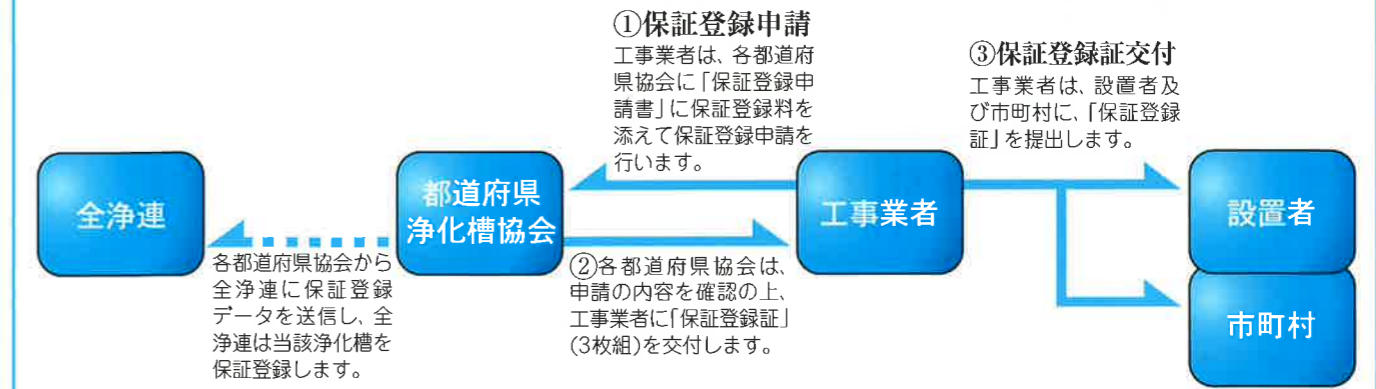 ①保証登録申請
工事業者は、各都道府
県協会に「保証登録申
請書」に保証登録料を
添えて保証登録申請を
行います。
③保証登録証交付
工事業者は、設置者及
び市町村に、「保証登録
証」を提出します。
全浄連
都道府県
浄化槽協会
工事業者
設置者
市町村
各都道府県協会から
全浄連に保証登録
データを送信し、全
浄連は当該浄化槽を
保証登録します。
②各都道府県協会は、
申請の内容を確認の上、
工事業者に「保証登録証」
(3枚組)を交付します。